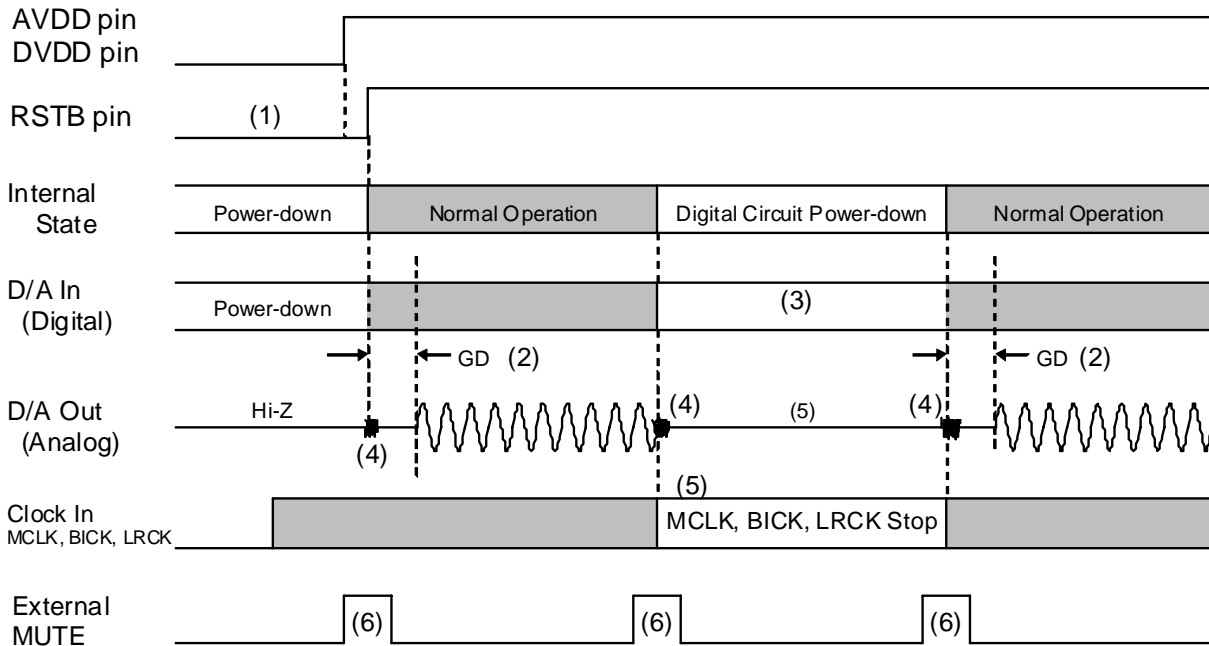 AVDD pin
DVDD pin
RSTB pin
(1)
Internal
State
Power-down
Normal Operation
Digital Circuit Power-down
Normal Operation
D/A In
(Digital)
Power-down
(3)
GD (2)
GD (2)
D/A Out
(Analog)
Hi-Z
(4)
(4)
(5)
(4)
(5)
Clock In
MCLK, BICK, LRCK
MCLK, BICK, LRCK Stop
External
MUTE
(6)
(6)
(6)